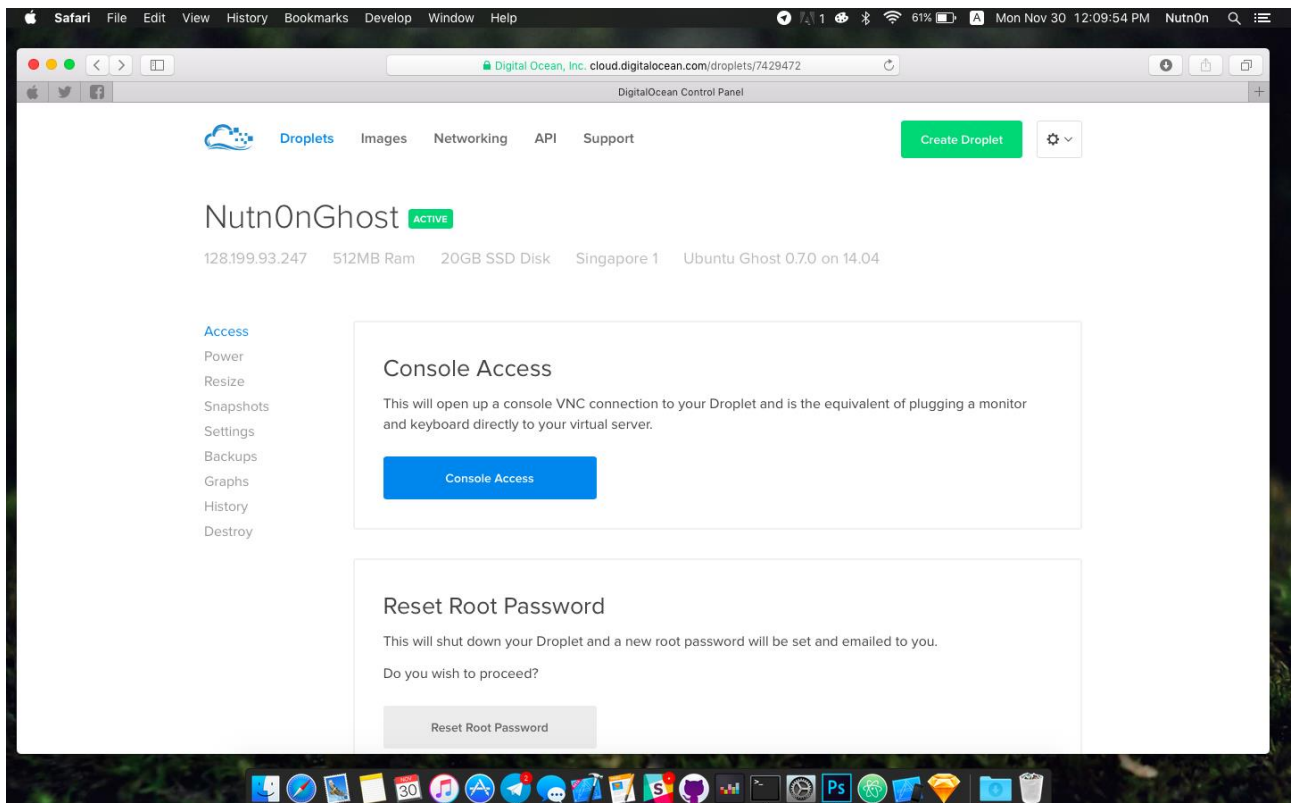 Safari File Edit View History Bookmarks Develop Window Help 1 61% A Mon Nov 30 12:09:54 PM Nutn0n
Digital Ocean, Inc. cloud.digitalocean.com/droplets/7429472
DigitalOcean Control Panel
Droplets Images Networking API Support Create Droplet
Nutn0nGhost ACTIVE
128.199.93.247 512MB Ram 20GB SSD Disk Singapore 1 Ubuntu Ghost 0.7.0 on 14.04
Access
Power
Resize
Snapshots
Settings
Backups
Graphs
History
Destroy
Console Access
This will open up a console VNC connection to your Droplet and is the equivalent of plugging a monitor
and keyboard directly to your virtual server.
Console Access
Reset Root Password
This will shut down your Droplet and a new root password will be set and emailed to you.
Do you wish to proceed?
Reset Root Password
NOV
30
2
S
Ps